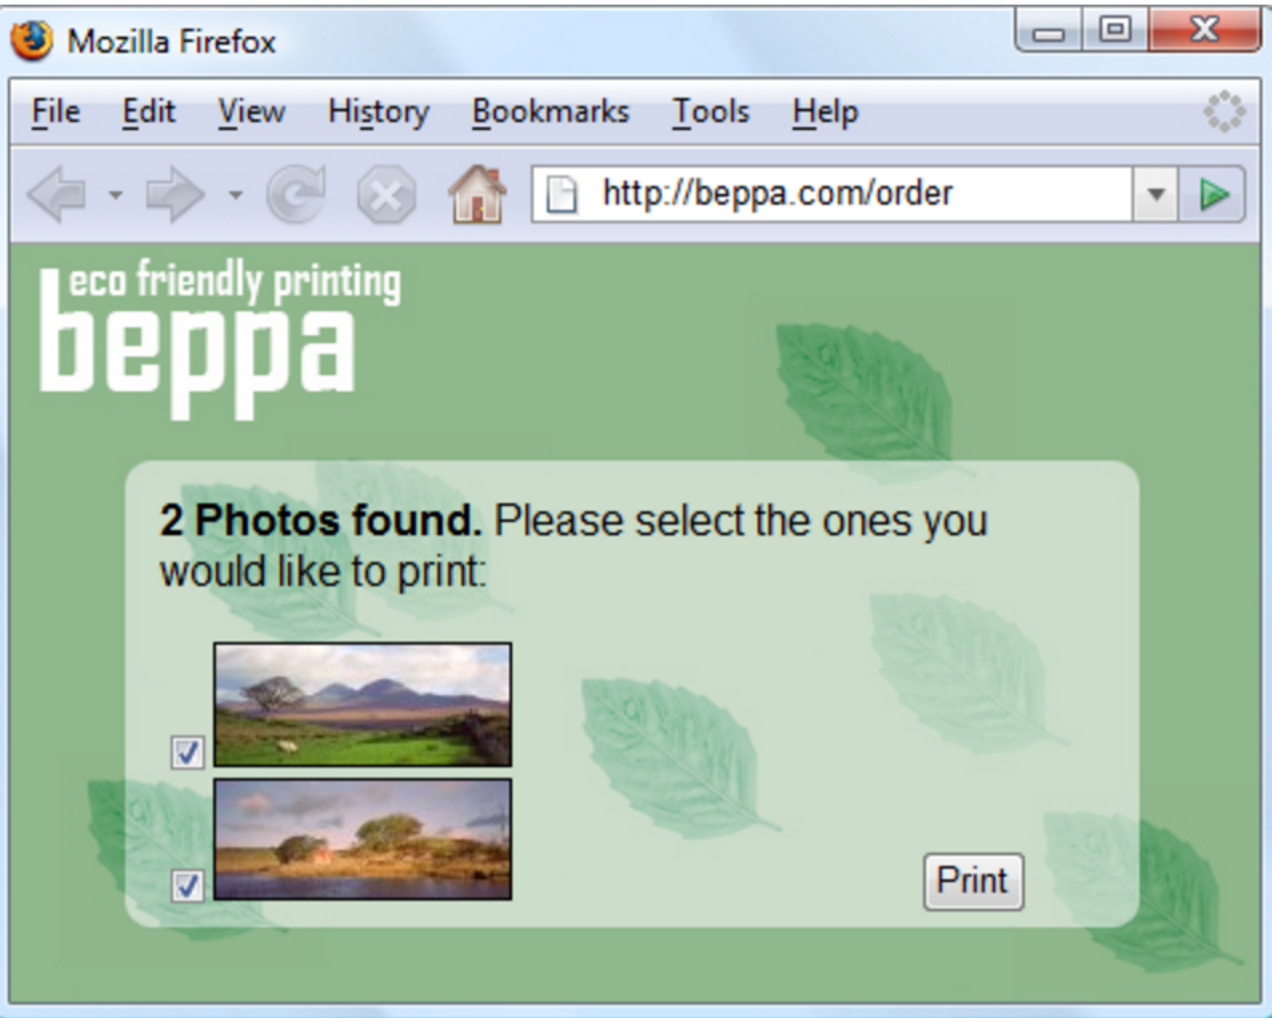 Mozilla Firefox
File Edit View History Bookmarks Tools Help
http://beppa.com/order
eco friendly printing
beppa
2 Photos found. Please select the ones you
would like to print:
Print